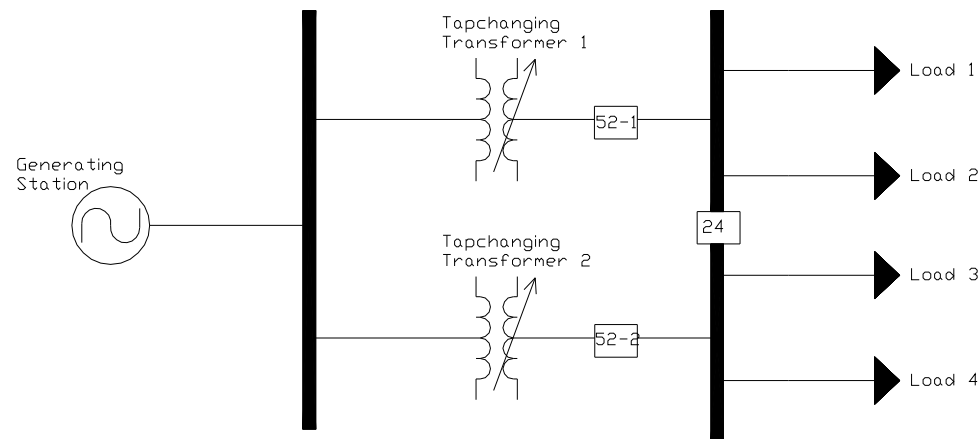 Tapchanging
Transformer 1
Load 1
52-1
Generating
Station
Load 2
24
Tapchanging
Transformer 2
Load 3
52-2
Load 4